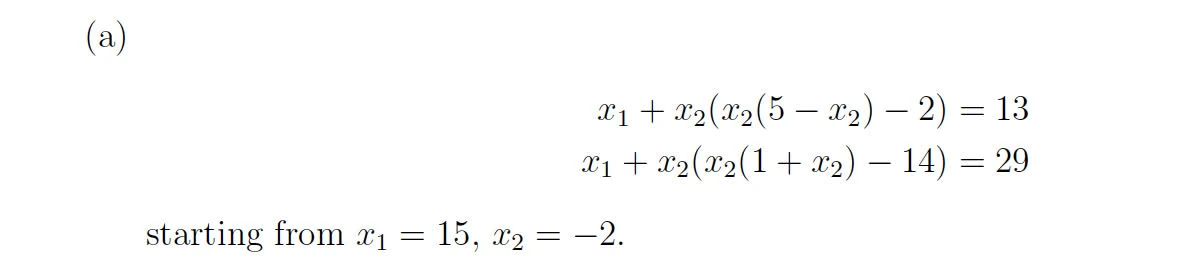 (a)
x₁ + x₂(x₂(5 − x₂) − 2) = 13
x₁ + x₂(x₂(1 + x₂) − 14) = 29
starting from x₁ = 15, x₂ = −2.